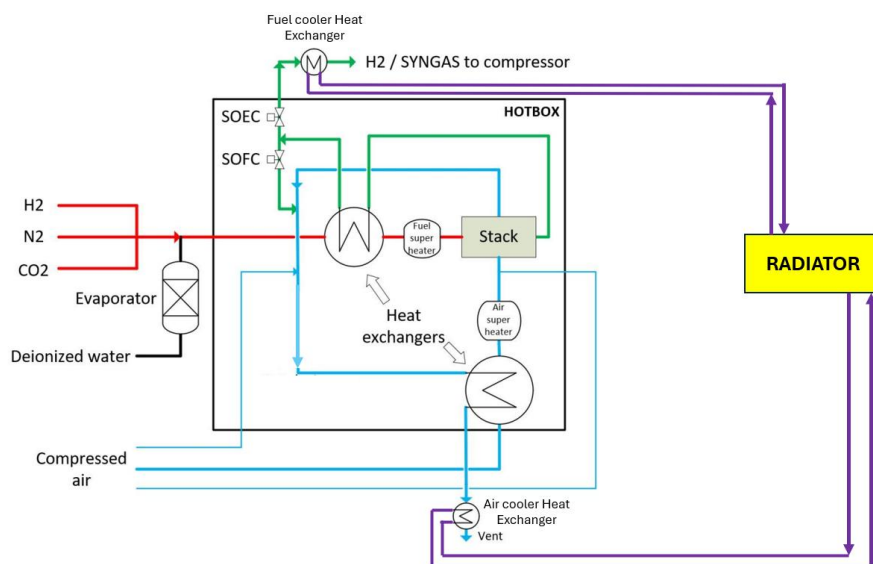 Fuel cooler Heat
Exchanger
H2 / SYNGAS to compressor
HOTBOX
SOEC
SOFC
H2
N2
CO2
Fuel
super
heater
Stack
RADIATOR
Evaporator
Heat
exchangers
Air
super
heater
Deionized water
Compressed
air
Air cooler Heat
Exchanger
Vent